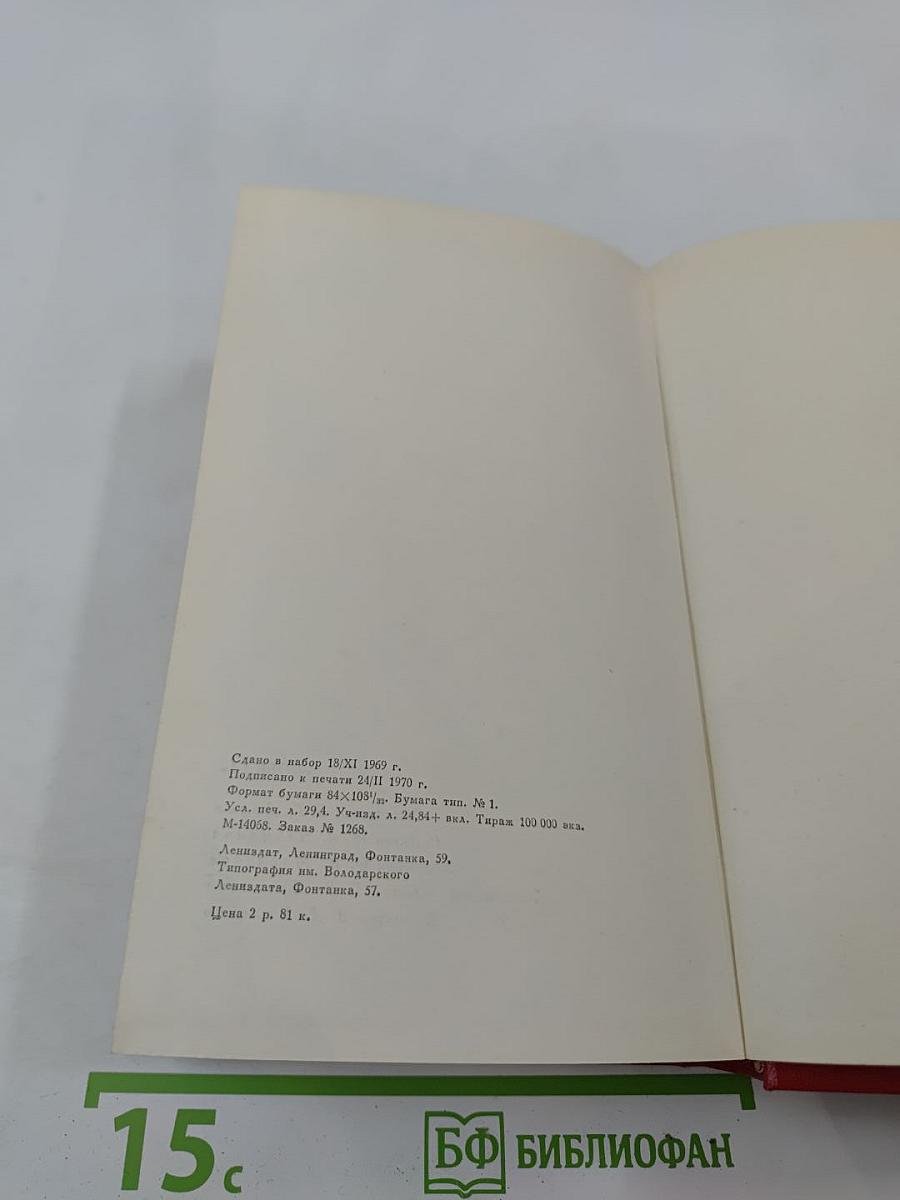 Сдано в набор 18/XI 1969 г.
Подписано к печати 24/II 1970 г.
Формат бумаги 84×108¹/₃₂. Бумага тип. № 1.
Усл. печ. л. 29,4. Уч-изд. л. 24,84+ вкл. Тираж 100 000 экз.
М-14058. Заказ № 1268.
Лениздат, Ленинград, Фонтанка, 59.
Типография им. Володарского
Лениздата, Фонтанка, 57.
Цена 2 р. 81 к.
15 с
БФ БИБЛИОФАН